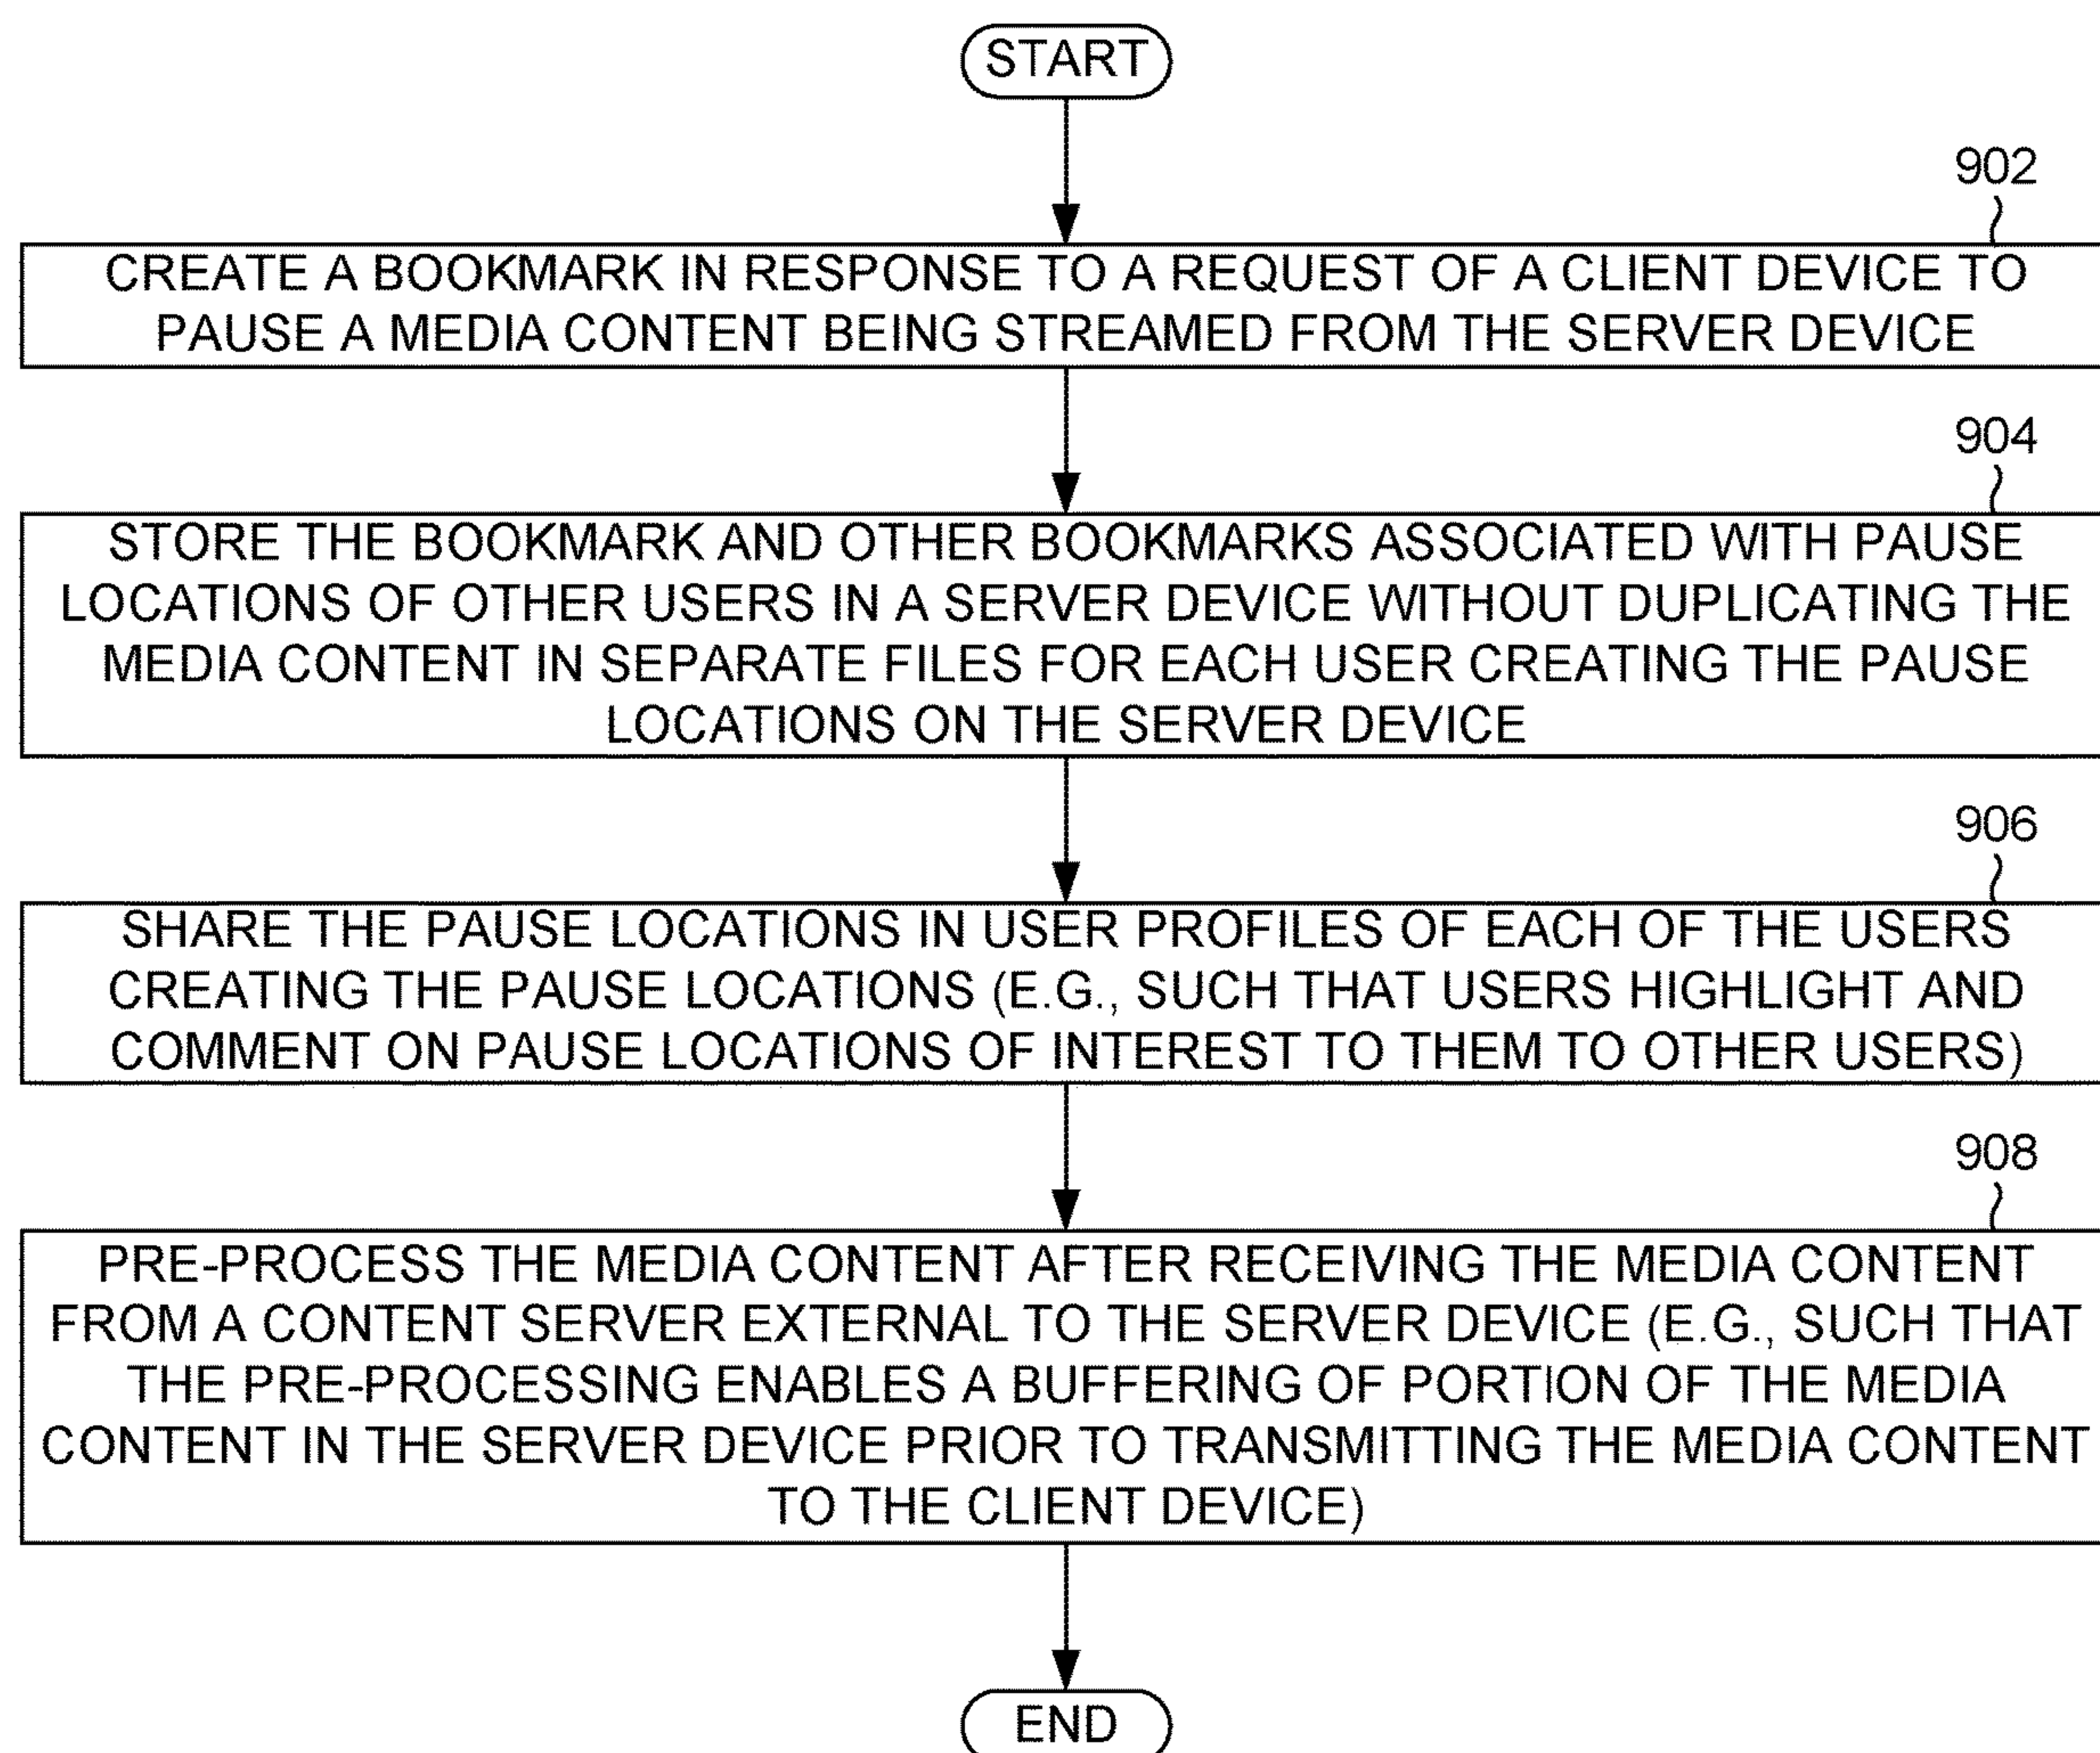 START
902
CREATE A BOOKMARK IN RESPONSE TO A REQUEST OF A CLIENT DEVICE TO
PAUSE A MEDIA CONTENT BEING STREAMED FROM THE SERVER DEVICE
904
STORE THE BOOKMARK AND OTHER BOOKMARKS ASSOCIATED WITH PAUSE
LOCATIONS OF OTHER USERS IN A SERVER DEVICE WITHOUT DUPLICATING THE
MEDIA CONTENT IN SEPARATE FILES FOR EACH USER CREATING THE PAUSE
LOCATIONS ON THE SERVER DEVICE
906
SHARE THE PAUSE LOCATIONS IN USER PROFILES OF EACH OF THE USERS
CREATING THE PAUSE LOCATIONS (E.G., SUCH THAT USERS HIGHLIGHT AND
COMMENT ON PAUSE LOCATIONS OF INTEREST TO THEM TO OTHER USERS)
908
PRE-PROCESS THE MEDIA CONTENT AFTER RECEIVING THE MEDIA CONTENT
FROM A CONTENT SERVER EXTERNAL TO THE SERVER DEVICE (E.G., SUCH THAT
THE PRE-PROCESSING ENABLES A BUFFERING OF PORTION OF THE MEDIA
CONTENT IN THE SERVER DEVICE PRIOR TO TRANSMITTING THE MEDIA CONTENT
TO THE CLIENT DEVICE)
END